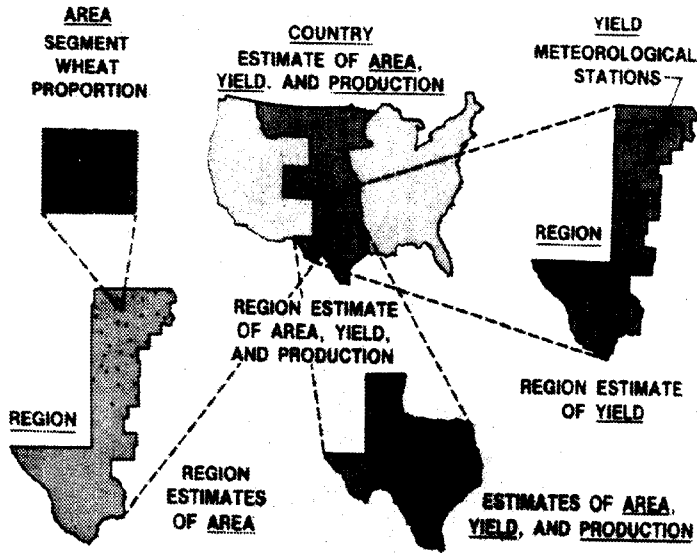 AREA
SEGMENT
WHEAT
PROPORTION
COUNTRY
ESTIMATE OF AREA,
YIELD, AND PRODUCTION
YIELD
METEOROLOGICAL
STATIONS
REGION
REGION ESTIMATE
OF AREA, YIELD,
AND PRODUCTION
REGION ESTIMATE
OF YIELD
REGION
REGION
ESTIMATES
OF AREA
ESTIMATES OF AREA,
YIELD, AND PRODUCTION